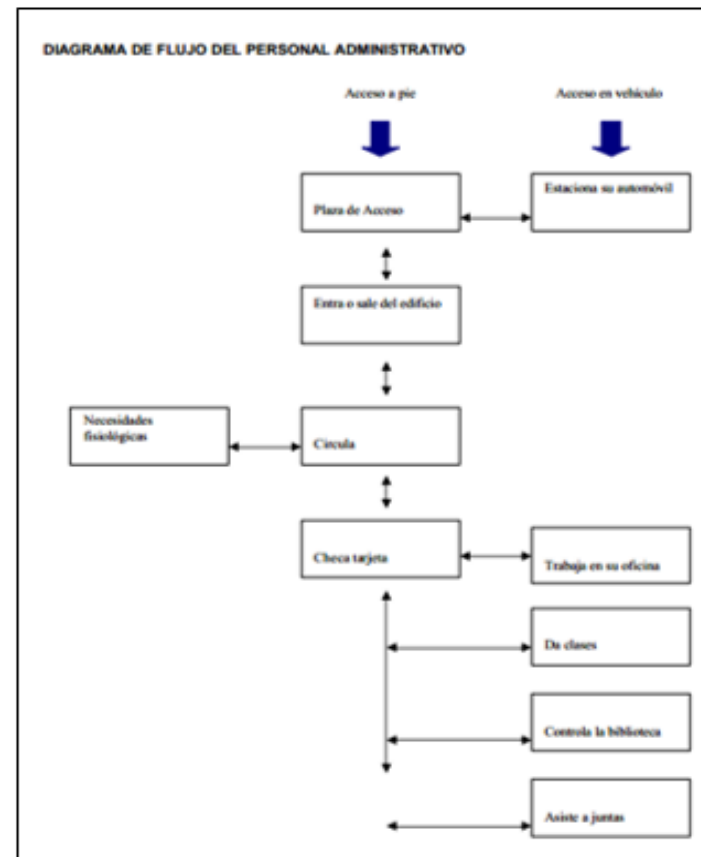 DIAGRAMA DE FLUJO DEL PERSONAL ADMINISTRATIVO
Acceso a pie
Acceso en vehículo
Plaza de Acceso
Estaciona su automóvil
Entra o sale del edificio
Necesidades
fisiológicas
Circula
Checa tarjeta
Trabaja en su oficina
Da clases
Controla la biblioteca
Asiste a juntas